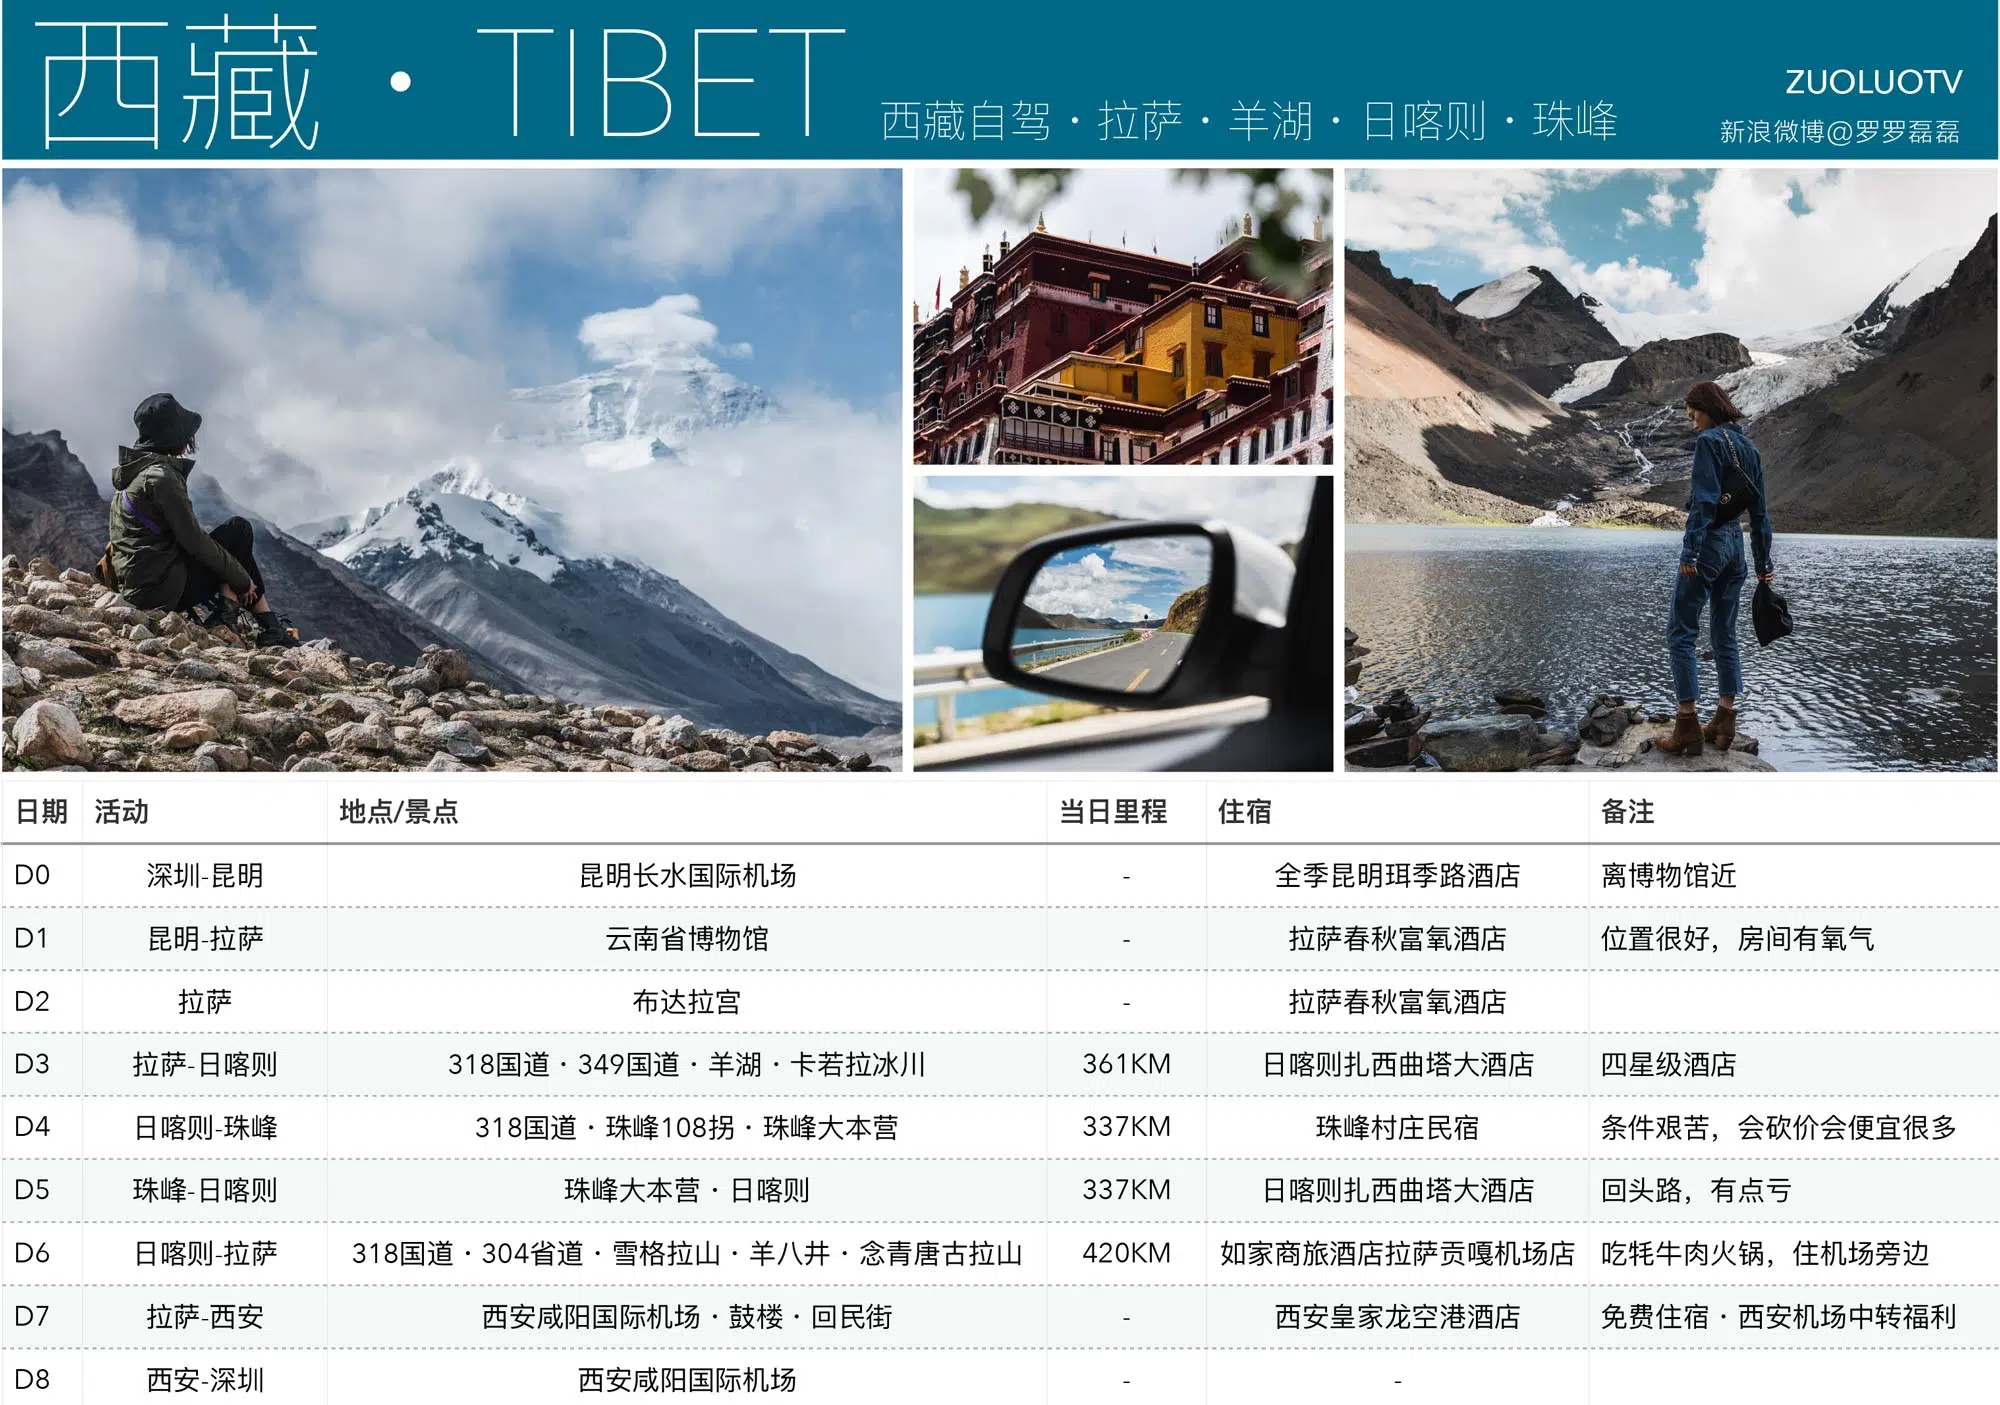 西藏 · TIBET
西藏自驾 · 拉萨 · 羊湖 · 日喀则 · 珠峰
ZUOLUOTV
新浪微博@罗罗磊磊
日期 活动 地点/景点 当日里程 住宿 备注
D0 深圳-昆明 昆明长水国际机场 - 全季昆明珥季路酒店 离博物馆近
D1 昆明-拉萨 云南省博物馆 - 拉萨春秋富氧酒店 位置很好，房间有氧气
D2 拉萨 布达拉宫 - 拉萨春秋富氧酒店
D3 拉萨-日喀则 318国道 · 349国道 · 羊湖 · 卡若拉冰川 361KM 日喀则扎西曲塔大酒店 四星级酒店
D4 日喀则-珠峰 318国道 · 珠峰108拐 · 珠峰大本营 337KM 珠峰村庄民宿 条件艰苦，会砍价会便宜很多
D5 珠峰-日喀则 珠峰大本营 · 日喀则 337KM 日喀则扎西曲塔大酒店 回头路，有点亏
D6 日喀则-拉萨 318国道 · 304省道 · 雪格拉山 · 羊八井 · 念青唐古拉山 420KM 如家商旅酒店拉萨贡嘎机场店 吃牦牛肉火锅，住机场旁边
D7 拉萨-西安 西安咸阳国际机场 · 鼓楼 · 回民街 - 西安皇家龙空港酒店 免费住宿 · 西安机场中转福利
D8 西安-深圳 西安咸阳国际机场 - -